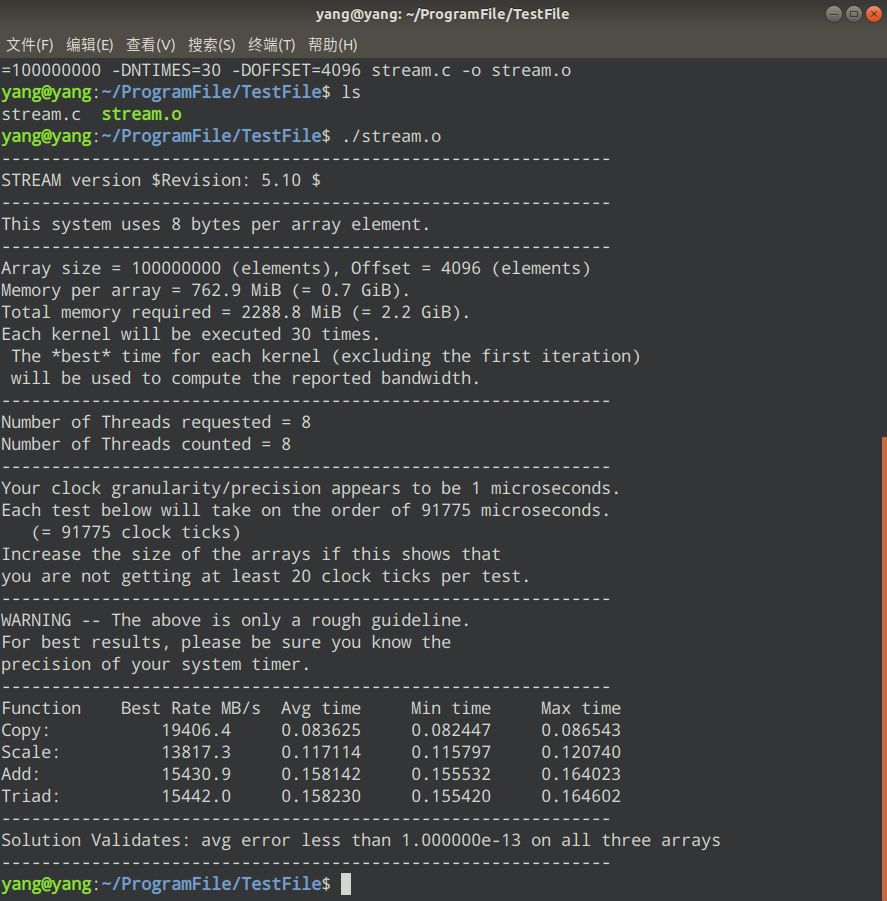 yang@yang: ~/ProgramFile/TestFile
文件(F) 编辑(E) 查看(V) 搜索(S) 终端(T) 帮助(H)
=100000000 -DNTIMES=30 -DOFFSET=4096 stream.c -o stream.o
yang@yang:~/ProgramFile/TestFile$ ls
stream.c  stream.o
yang@yang:~/ProgramFile/TestFile$ ./stream.o
-------------------------------------------------------------
STREAM version $Revision: 5.10 $
-------------------------------------------------------------
This system uses 8 bytes per array element.
-------------------------------------------------------------
Array size = 100000000 (elements), Offset = 4096 (elements)
Memory per array = 762.9 MiB (= 0.7 GiB).
Total memory required = 2288.8 MiB (= 2.2 GiB).
Each kernel will be executed 30 times.
 The *best* time for each kernel (excluding the first iteration)
 will be used to compute the reported bandwidth.
-------------------------------------------------------------
Number of Threads requested = 8
Number of Threads counted = 8
-------------------------------------------------------------
Your clock granularity/precision appears to be 1 microseconds.
Each test below will take on the order of 91775 microseconds.
   (= 91775 clock ticks)
Increase the size of the arrays if this shows that
you are not getting at least 20 clock ticks per test.
-------------------------------------------------------------
WARNING -- The above is only a rough guideline.
For best results, please be sure you know the
precision of your system timer.
-------------------------------------------------------------
Function    Best Rate MB/s  Avg time     Min time     Max time
Copy:           19406.4     0.083625     0.082447     0.086543
Scale:          13817.3     0.117114     0.115797     0.120740
Add:            15430.9     0.158142     0.155532     0.164023
Triad:          15442.0     0.158230     0.155420     0.164602
-------------------------------------------------------------
Solution Validates: avg error less than 1.000000e-13 on all three arrays
-------------------------------------------------------------
yang@yang:~/ProgramFile/TestFile$